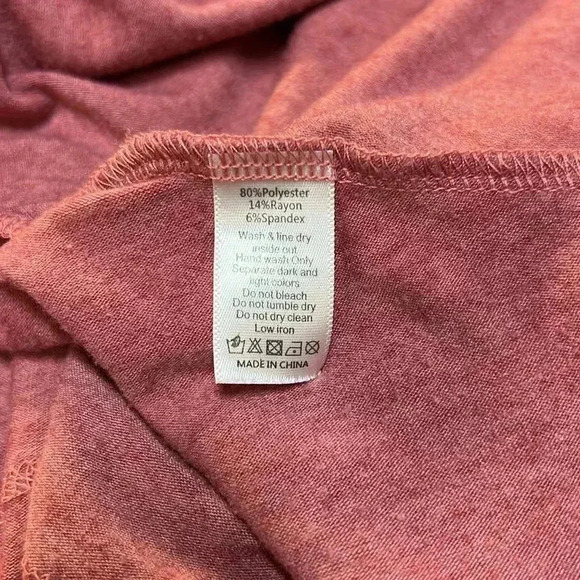 80%Polyester
14%Rayon
6%Spandex
Wash & line dry
inside out
Hand wash Only
Separate dark and
light colors
Do not bleach
Do not tumble dry
Do not dry clean
Low iron
MADE IN CHINA